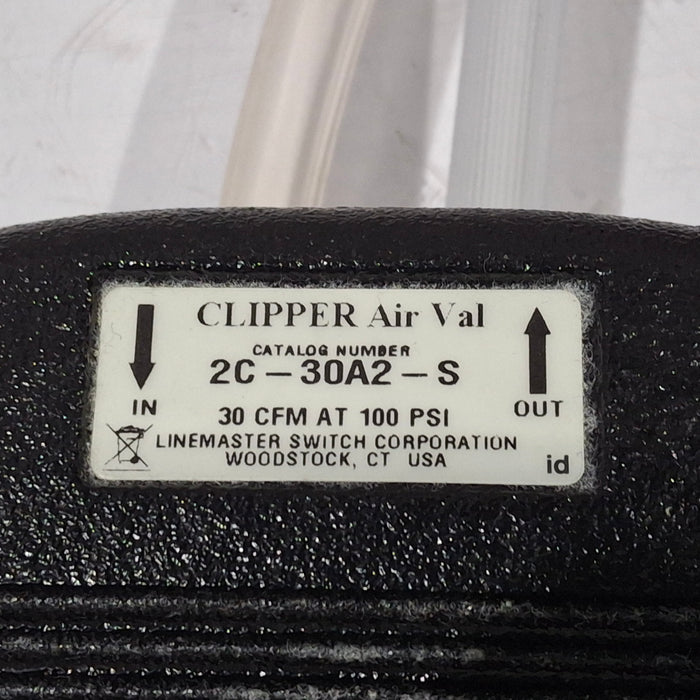 CLIPPER Air Val
CATALOG NUMBER
2C-30A2-S
IN
OUT
30 CFM AT 100 PSI
LINEMASTER SWITCH CORPORATION
WOODSTOCK, CT USA
id